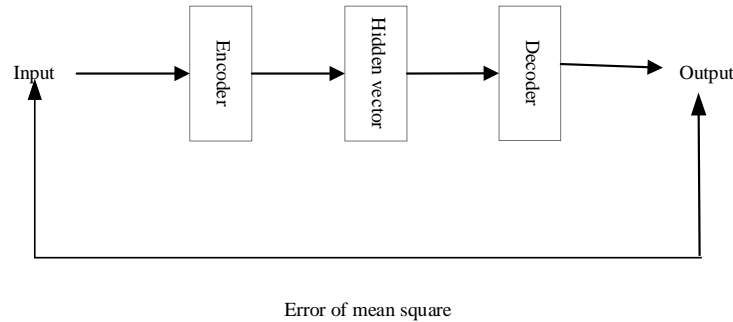 Input
Encoder
Hidden vector
Decoder
Output
Error of mean square